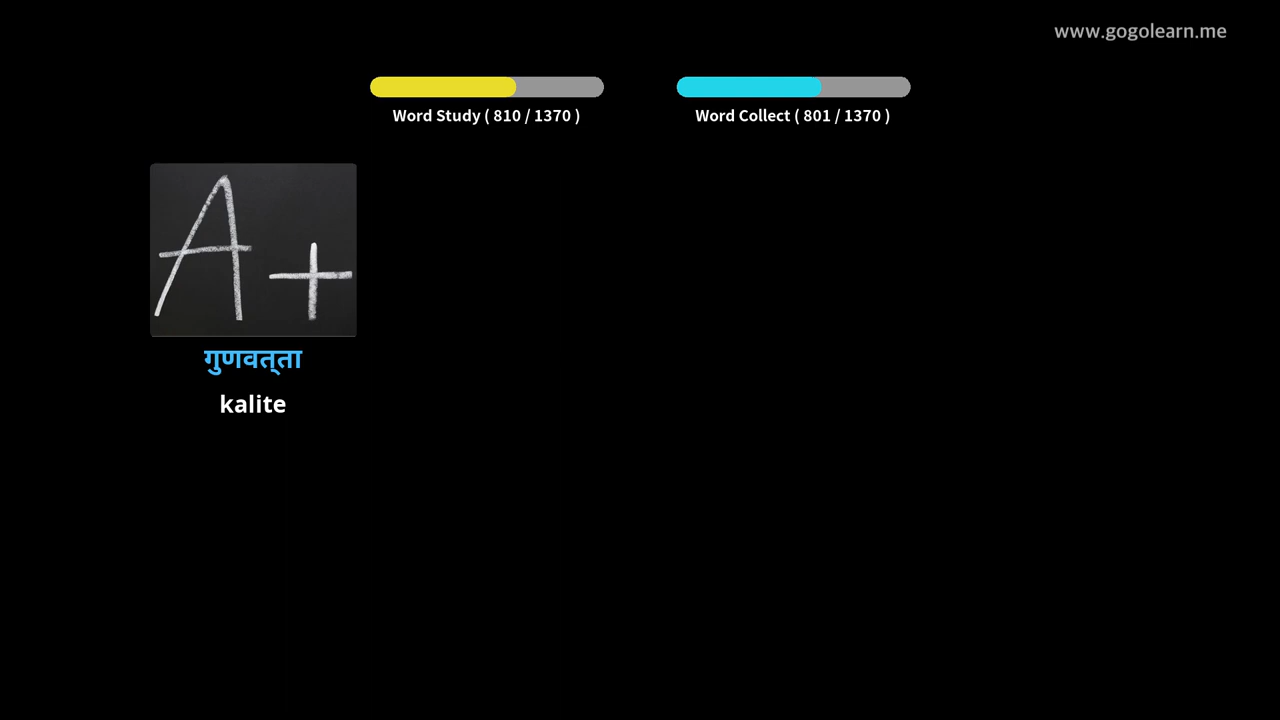 www.gogolearn.me
Word Study ( 810 / 1370 )
Word Collect ( 801 / 1370 )
A+
गुणवत्ता
kalite